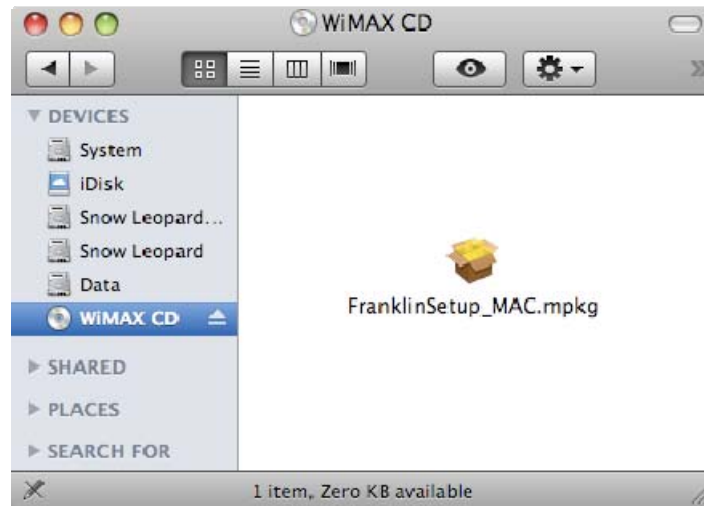 WiMAX CD
DEVICES
System
iDisk
Snow Leopard...
Snow Leopard
Data
WiMAX CD
SHARED
PLACES
SEARCH FOR
FranklinSetup_MAC.mpkg
1 item, Zero KB available